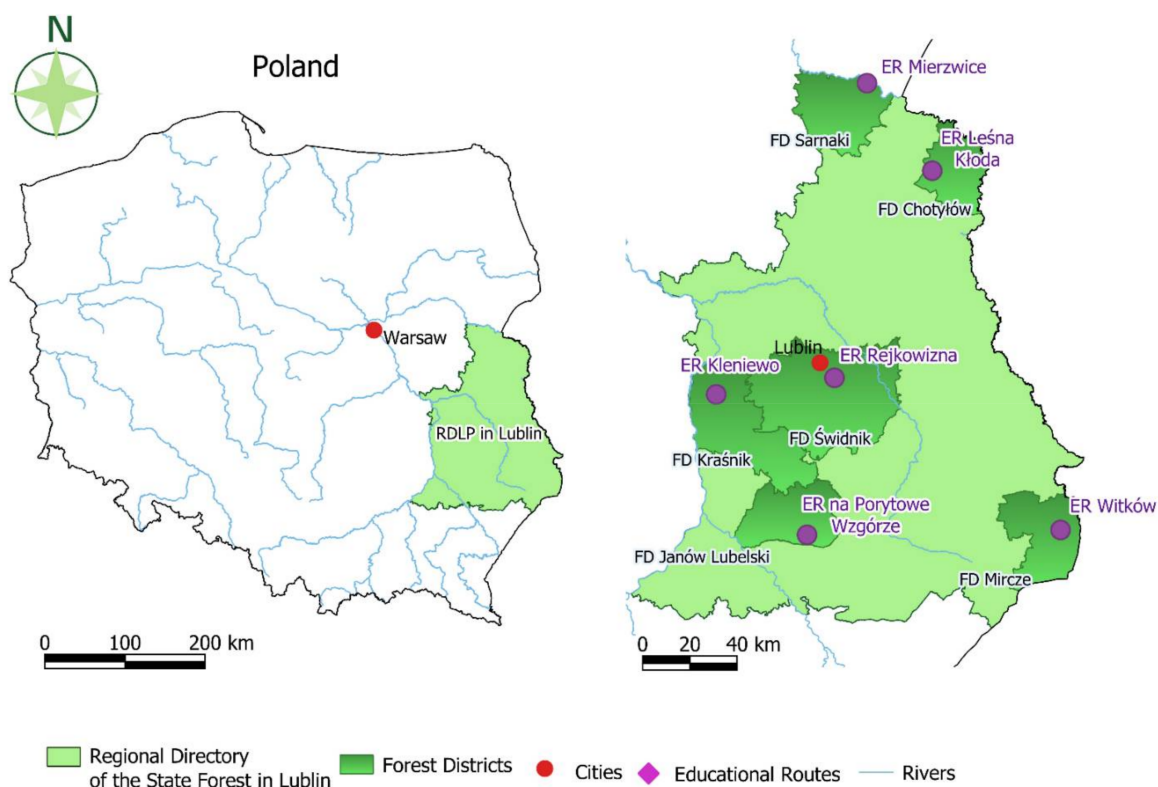 N
Poland
Warsaw
RDLP in Lublin
0 100 200 km
ER Mierzwice
FD Sarnaki
ER Leśna
Kłoda
FD Chotyłów
Lublin
ER Rejkowizna
ER Kleniewo
FD Świdnik
FD Kraśnik
ER na Porytowe
Wzgórze
ER Witków
FD Janów Lubelski
FD Mircze
0 20 40 km
Regional Directory
of the State Forest in Lublin
Forest Districts
Cities
Educational Routes
Rivers